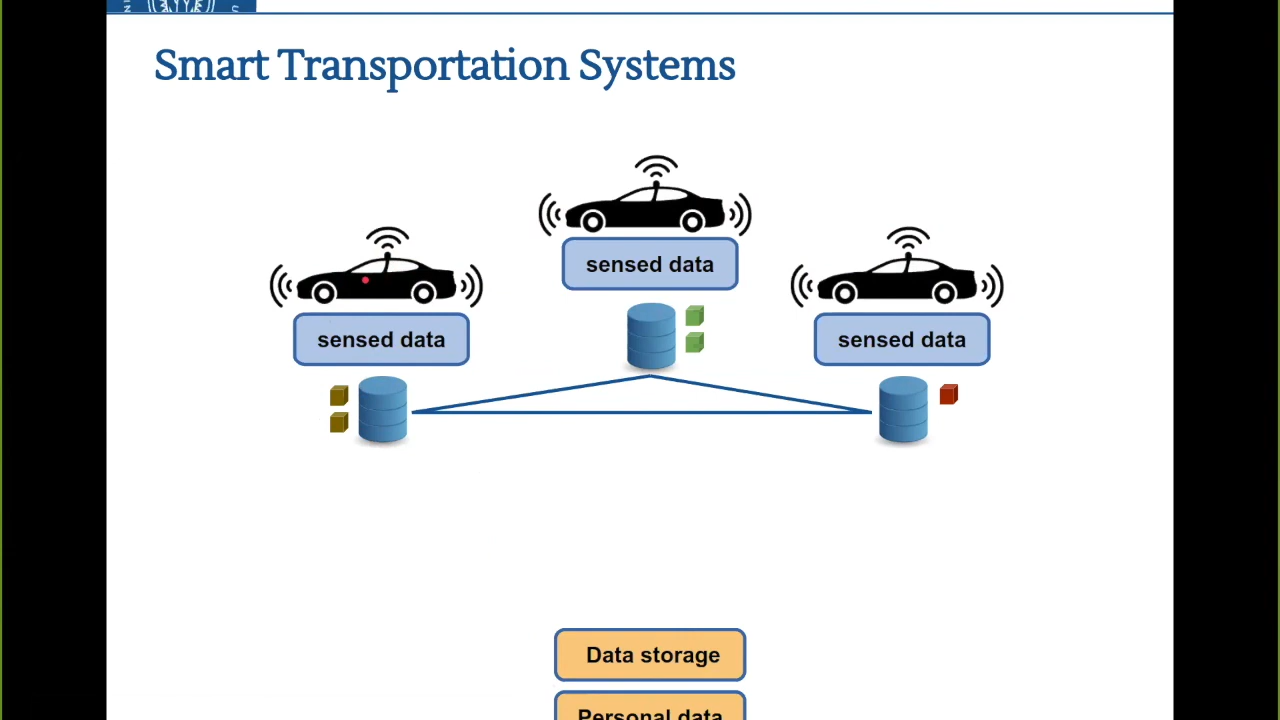 Smart Transportation Systems
sensed data
sensed data
sensed data
Data storage
Personal data